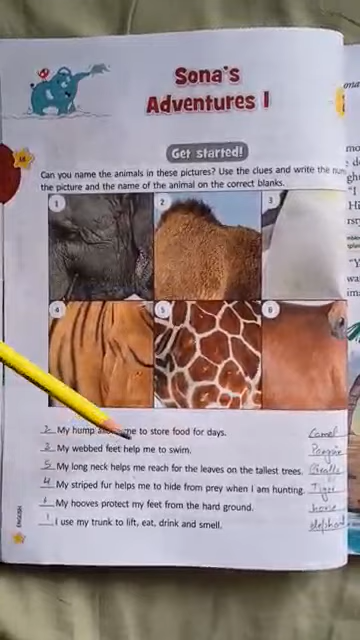 Sona's
Adventures I
Get started!
Can you name the animals in these pictures? Use the clues and write the
the picture and the name of the animal on the correct blanks.
1 2 3
4 5 6
2 My hump me to store food for days. Camel
3 My webbed feet help me to swim. Penguin
5 My long neck helps me reach for the leaves on the tallest trees. Giraffe
4 My striped fur helps me to hide from prey when I am hunting. Tiger
6 My hooves protect my feet from the hard ground. horse
1 I use my trunk to lift, eat, drink and smell. elephant
ENGLISH